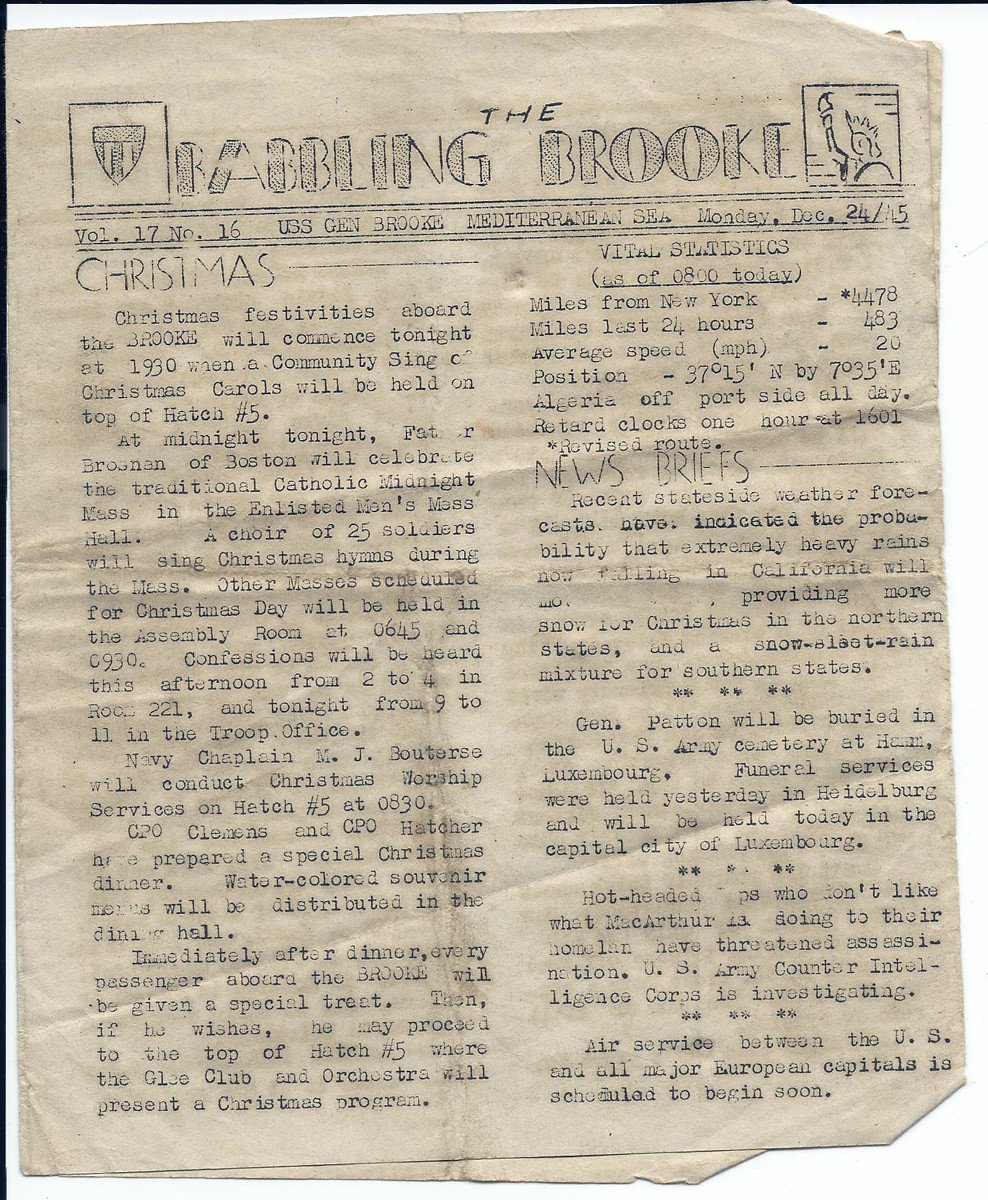 THE
BABBLING BROOKE
Vol. 17 No. 16 USS GEN BROOKE MEDITERRANEAN SEA Monday, Dec. 24/45
CHRISTMAS
Christmas festivities aboard
the BROOKE will commence tonight
at 1930 when a Community Sing of
Christmas Carols will be held on
top of Hatch #5.
At midnight tonight, Father
Brosnan of Boston will celebrate
the traditional Catholic Midnight
Mass in the Enlisted Men's Mess
Hall. A choir of 25 soldiers
will sing Christmas hymns during
the Mass. Other Masses scheduled
for Christmas Day will be held in
the Assembly Room at 0645 and
0930. Confessions will be heard
this afternoon from 2 to 4 in
Room 221, and tonight from 9 to
11 in the Troop Office.
Navy Chaplain M. J. Bouterse
will conduct Christmas Worship
Services on Hatch #5 at 0830.
CPO Clemens and CPO Hatcher
have prepared a special Christmas
dinner. Water-colored souvenir
menus will be distributed in the
dining hall.
Immediately after dinner, every
passenger aboard the BROOKE will
be given a special treat. Then,
if he wishes, he may proceed
to the top of Hatch #5 where
the Glee Club and Orchestra will
present a Christmas program.
VITAL STATISTICS
(as of 0800 today)
Miles from New York - *4478
Miles last 24 hours - 483
Average speed (mph) - 20
Position - 37°15' N by 7°35'E
Algeria off port side all day.
Retard clocks one hour at 1601
*Revised route.
NEWS BRIEFS
Recent stateside weather fore-
casts have indicated the proba-
bility that extremely heavy rains
now falling in California will
providing more
snow for Christmas in the northern
states, and a snow-sleet-rain
mixture for southern states.
** ** **
Gen. Patton will be buried in
the U. S. Army cemetery at Hamm,
Luxembourg. Funeral services
were held yesterday in Heidelburg
and will be held today in the
capital city of Luxembourg.
** * **
Hot-headed who don't like
what MacArthur is doing to their
homelan have threatened assassi-
nation. U. S. Army Counter Intel-
ligence Corps is investigating.
** ** **
Air service between the U. S.
and all major European capitals is
scheduled to begin soon.